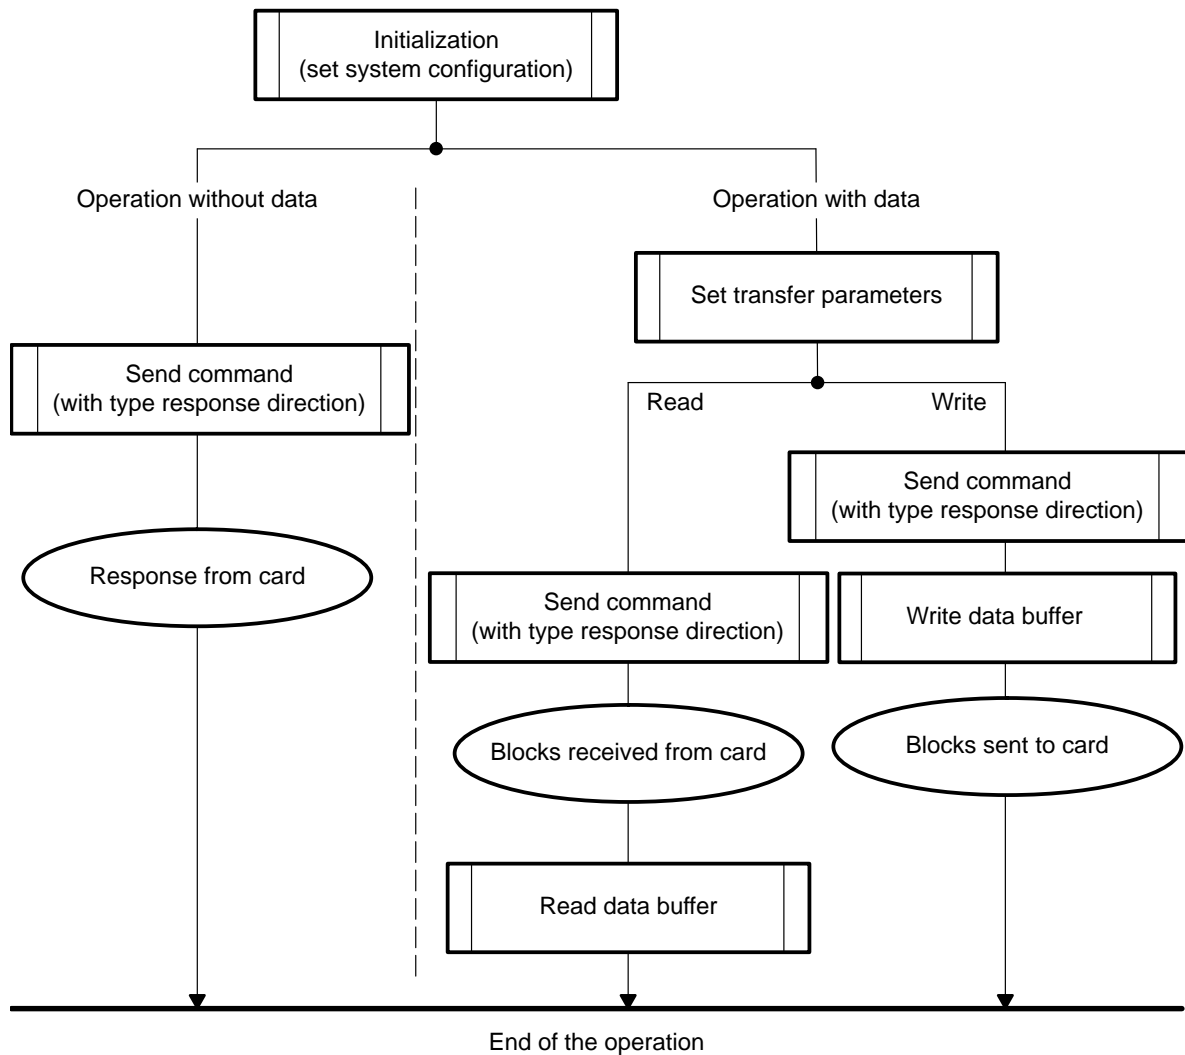 Initialization
(set system configuration)
Operation without data
Operation with data
Set transfer parameters
Send command
(with type response direction)
Read
Write
Send command
(with type response direction)
Response from card
Send command
(with type response direction)
Write data buffer
Blocks received from card
Blocks sent to card
Read data buffer
End of the operation